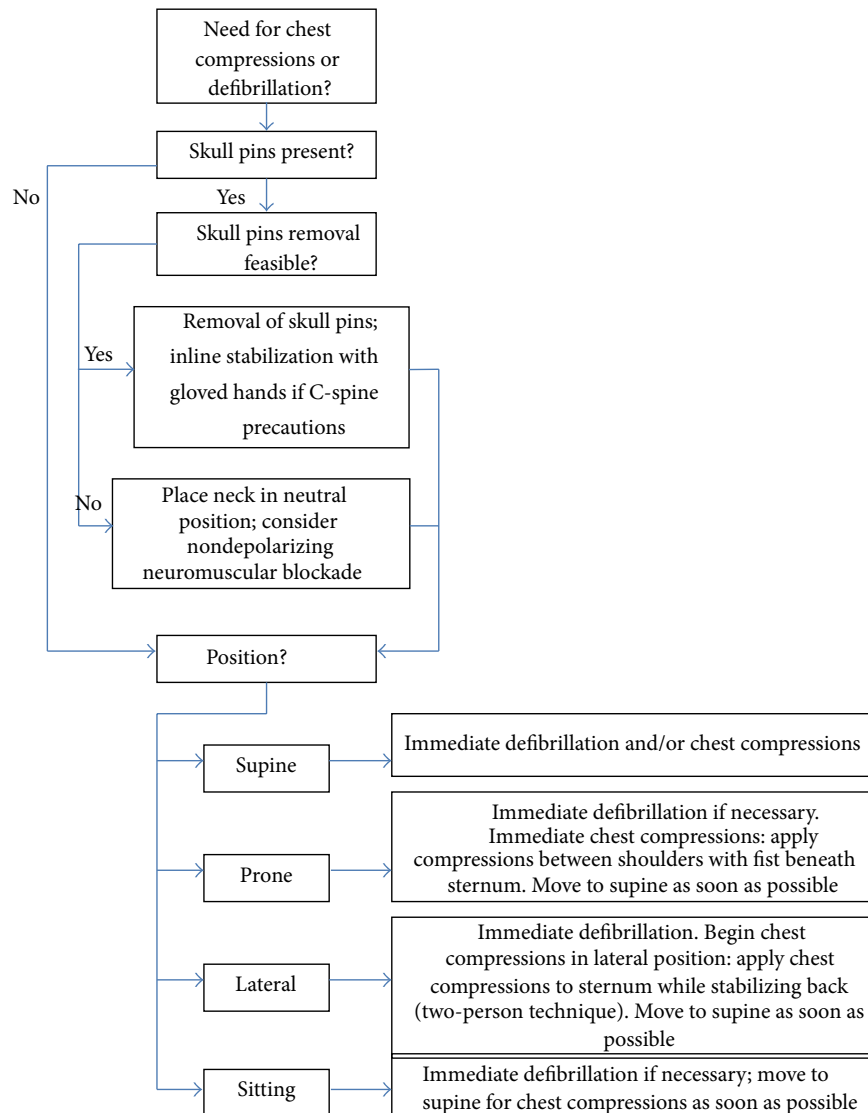 Need for chest
compressions or
defibrillation?
Skull pins present?
No
Yes
Skull pins removal
feasible?
Removal of skull pins;
inline stabilization with
gloved hands if C-spine
precautions
Yes
No
Place neck in neutral
position; consider
nondepolarizing
neuromuscular blockade
Position?
Supine
Immediate defibrillation and/or chest compressions
Prone
Immediate defibrillation if necessary.
Immediate chest compressions: apply
compressions between shoulders with fist beneath
sternum. Move to supine as soon as possible
Lateral
Immediate defibrillation. Begin chest
compressions in lateral position: apply chest
compressions to sternum while stabilizing back
(two-person technique). Move to supine as soon as
possible
Sitting
Immediate defibrillation if necessary; move to
supine for chest compressions as soon as possible